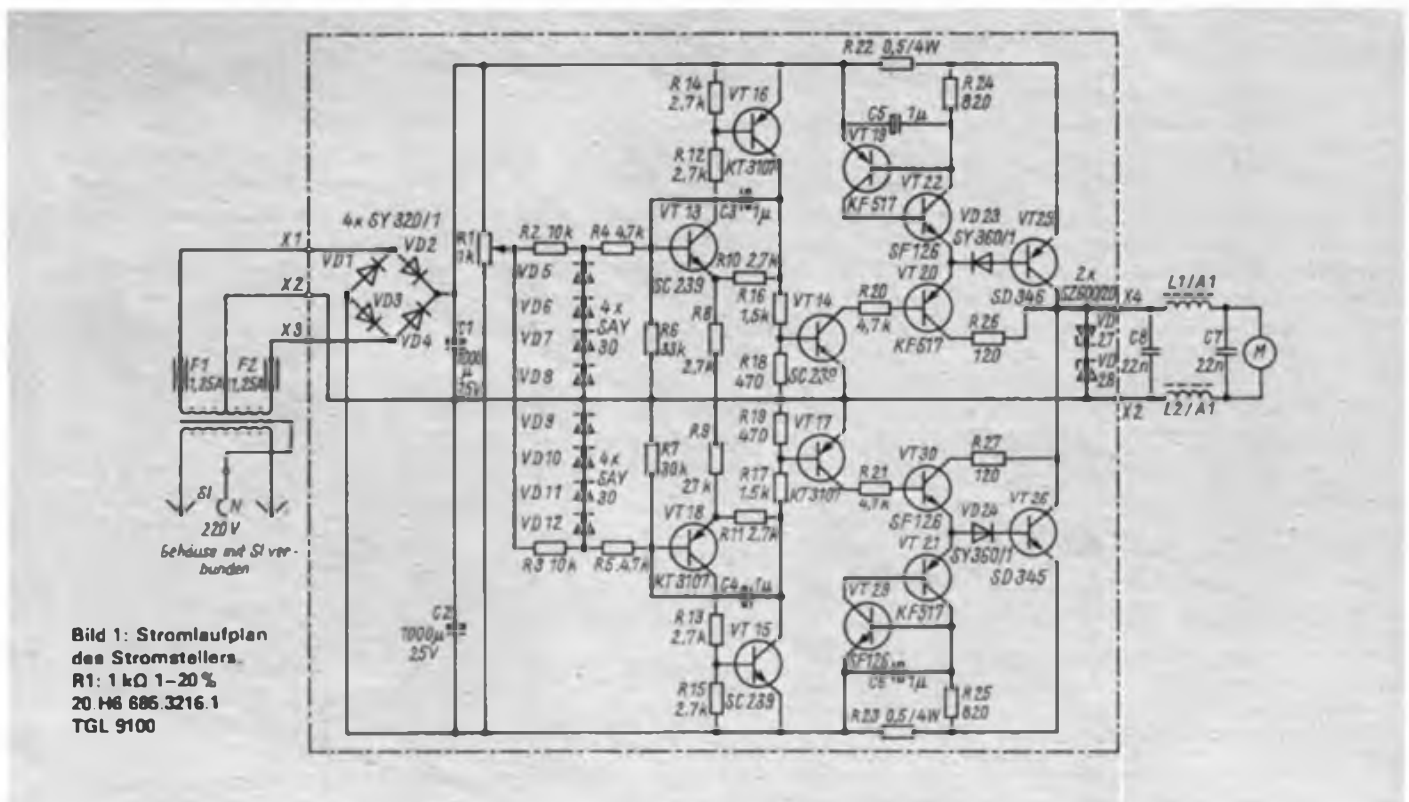 R22 0,5/4W
R14
2,7k
VT16
R24
820
C5 1µ
VT19
R12
2,7k
KT3107
VT22
KF517
VD23
SY360/1
VT25
4x SY320/1
VT13
C3 1µ
X1
VD2
VD1
R1
1k
R2 10k
R4 4,7k
R10 2,7k
SF126
VT20
2x
SZ600/20
X4
L1/A1
X2
VD3
VD5
SC239
R16
1,5k
VT14
R20
SD346
VD6
4x
SAY
30
R8
2,7k
R6
33k
4,7k
R26
120
VD
27
VD
28
C8
22n
C7
22n
M
X3
VD4
C1
VD7
KF517
F1
1,25A
F2
1,25A
VD8
R18
470
SC239
X2
L2/A1
VD9
R19
470
VT17
VT30
R27
120
VD10
4x
SAY
30
R7
30k
R9
27k
R17
1,5k
R21
4,7k
VD11
KT3107
SF126
VD24
SY360/1
VT26
Sl
N
220V
VD12
VT18
R11 2,7k
VT21
SD345
Gehäuse mit Sl ver-
bunden
R3 10k
R5 4,7k
KT3107
C4 1µ
VT29
KF517
C2
1000µ
25V
R13
2,7k
VT15
SF126
C6 1µ
R15
2,7k
SC239
R25
820
R23 0,5/4W
Bild 1: Stromlaufplan
des Stromstellers.
R1: 1 kΩ 1–20 %
20.H6 685.3216.1
TGL 9100